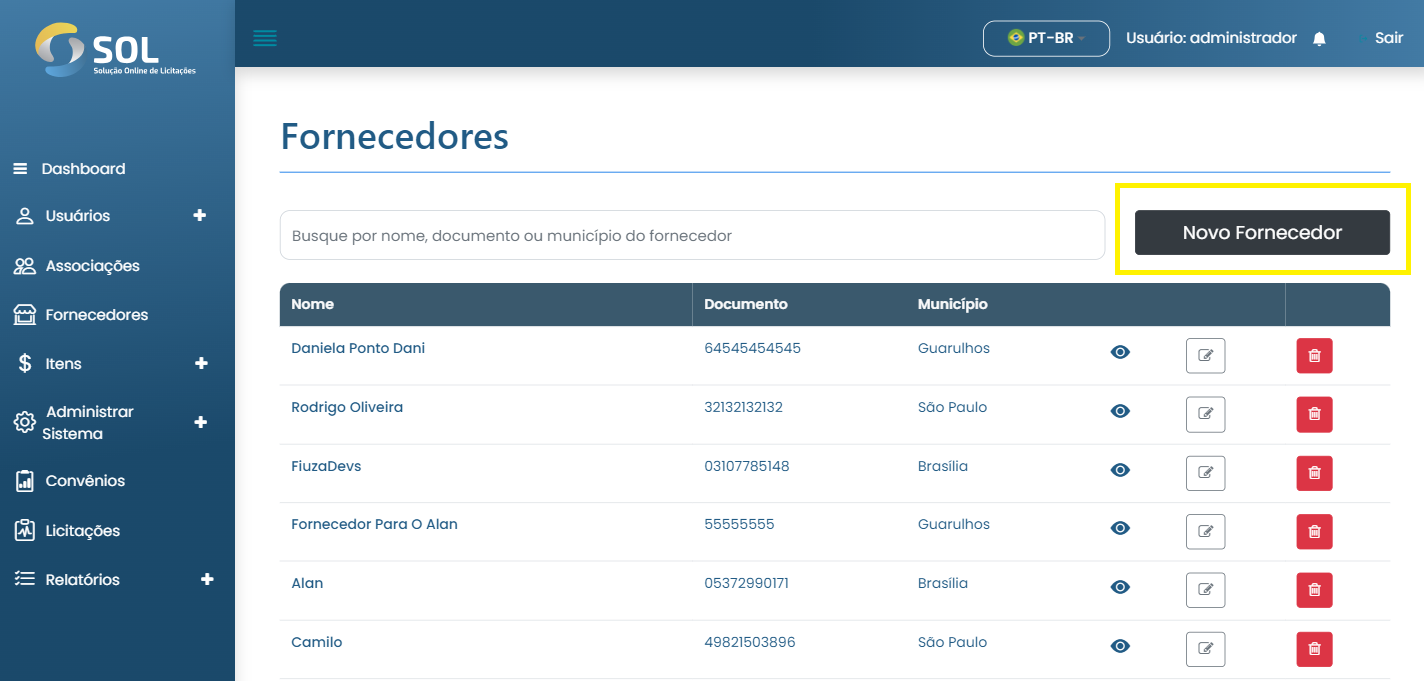 SOL
Solução Online de Licitações
PT-BR
Usuário: administrador
Sair
Dashboard
Usuários
Associações
Fornecedores
Itens
Administrar
Sistema
Convênios
Licitações
Relatórios
Fornecedores
Busque por nome, documento ou município do fornecedor
Novo Fornecedor
Nome Documento Município
Daniela Ponto Dani 64545454545 Guarulhos
Rodrigo Oliveira 32132132132 São Paulo
FiuzaDevs 03107785148 Brasília
Fornecedor Para O Alan 55555555 Guarulhos
Alan 05372990171 Brasília
Camilo 49821503896 São Paulo